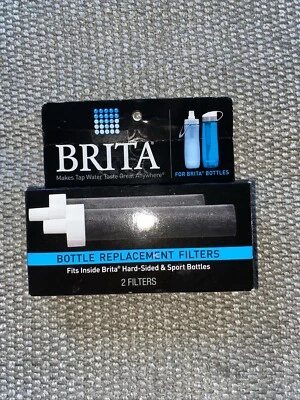 BRITA
Makes Tap Water Taste Great Anywhere®
FOR BRITA® BOTTLES
BOTTLE REPLACEMENT FILTERS
Fits Inside Brita® Hard-Sided & Sport Bottles
2 FILTERS